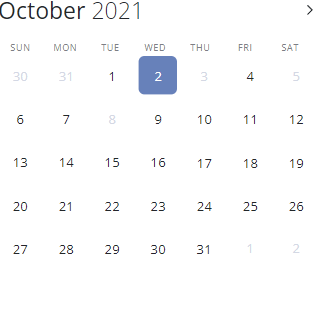 October 2021
SUN MON TUE WED THU FRI SAT
30 31 1 2 3 4 5
6 7 8 9 10 11 12
13 14 15 16 17 18 19
20 21 22 23 24 25 26
27 28 29 30 31 1 2